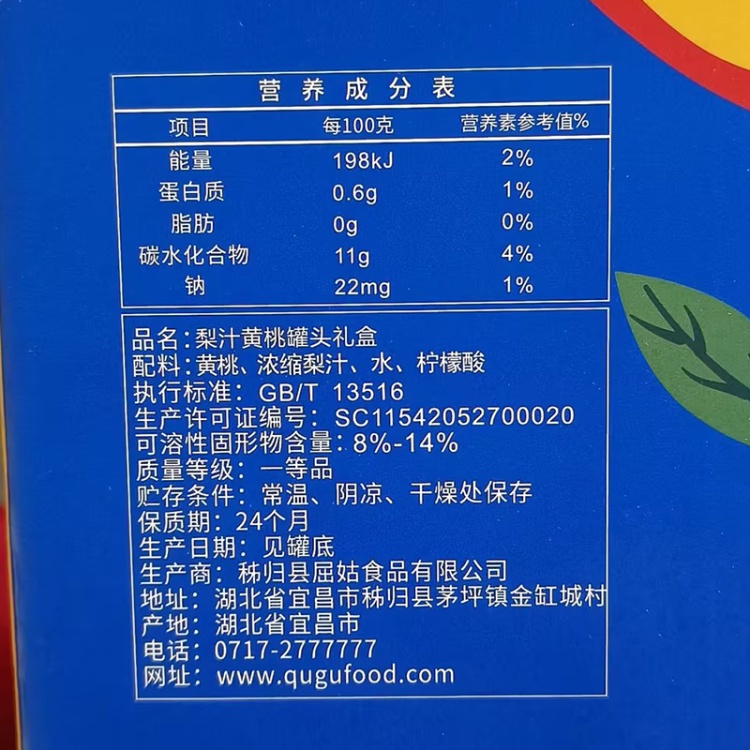 营养成分表
项目 每100克 营养素参考值%
能量 198kJ 2%
蛋白质 0.6g 1%
脂肪 0g 0%
碳水化合物 11g 4%
钠 22mg 1%
品名：梨汁黄桃罐头礼盒
配料：黄桃、浓缩梨汁、水、柠檬酸
执行标准：GB/T 13516
生产许可证编号：SC11542052700020
可溶性固形物含量：8%-14%
质量等级：一等品
贮存条件：常温、阴凉、干燥处保存
保质期：24个月
生产日期：见罐底
生产商：秭归县屈姑食品有限公司
地址：湖北省宜昌市秭归县茅坪镇金缸城村
产地：湖北省宜昌市
电话：0717-2777777
网址：www.qugufood.com